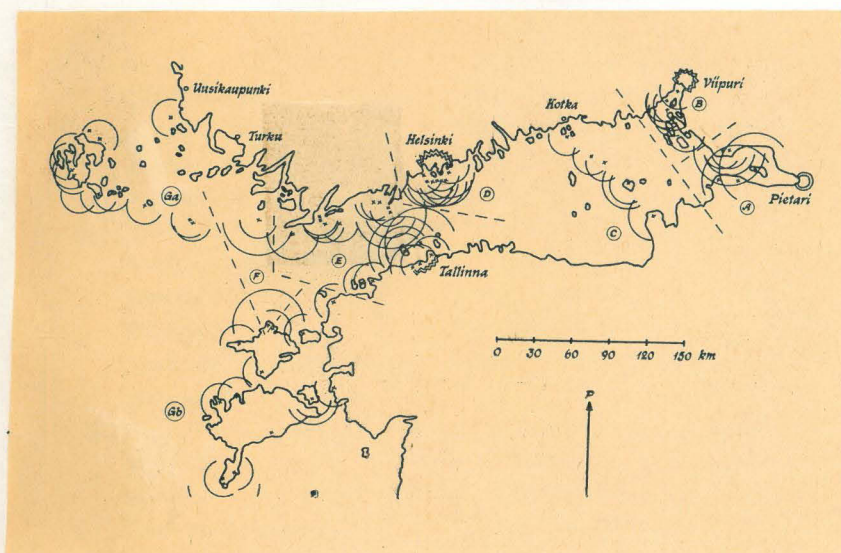 Uusikaupunki
Turku
Helsinki
Kotka
Viipuri
B
Ga
D
A
Pietari
C
E
F
Tallinna
Gb
0 30 60 90 120 150 km
P